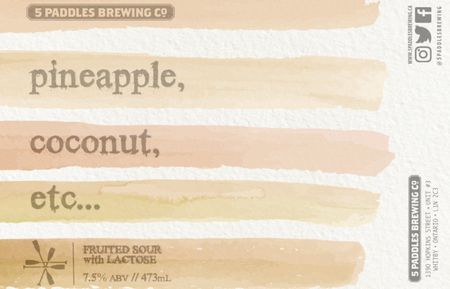 5 PADDLES BREWING CO
pineapple,
coconut,
etc...
FRUITED SOUR
with LACTOSE
7.5% ABV // 473mL
WWW.5PADDLESBREWING.CA
@5PADDLESBREWING
5 PADDLES BREWING CO
1390 HOPKINS STREET • UNIT #3
WHITBY • ONTARIO • L1N 2C3